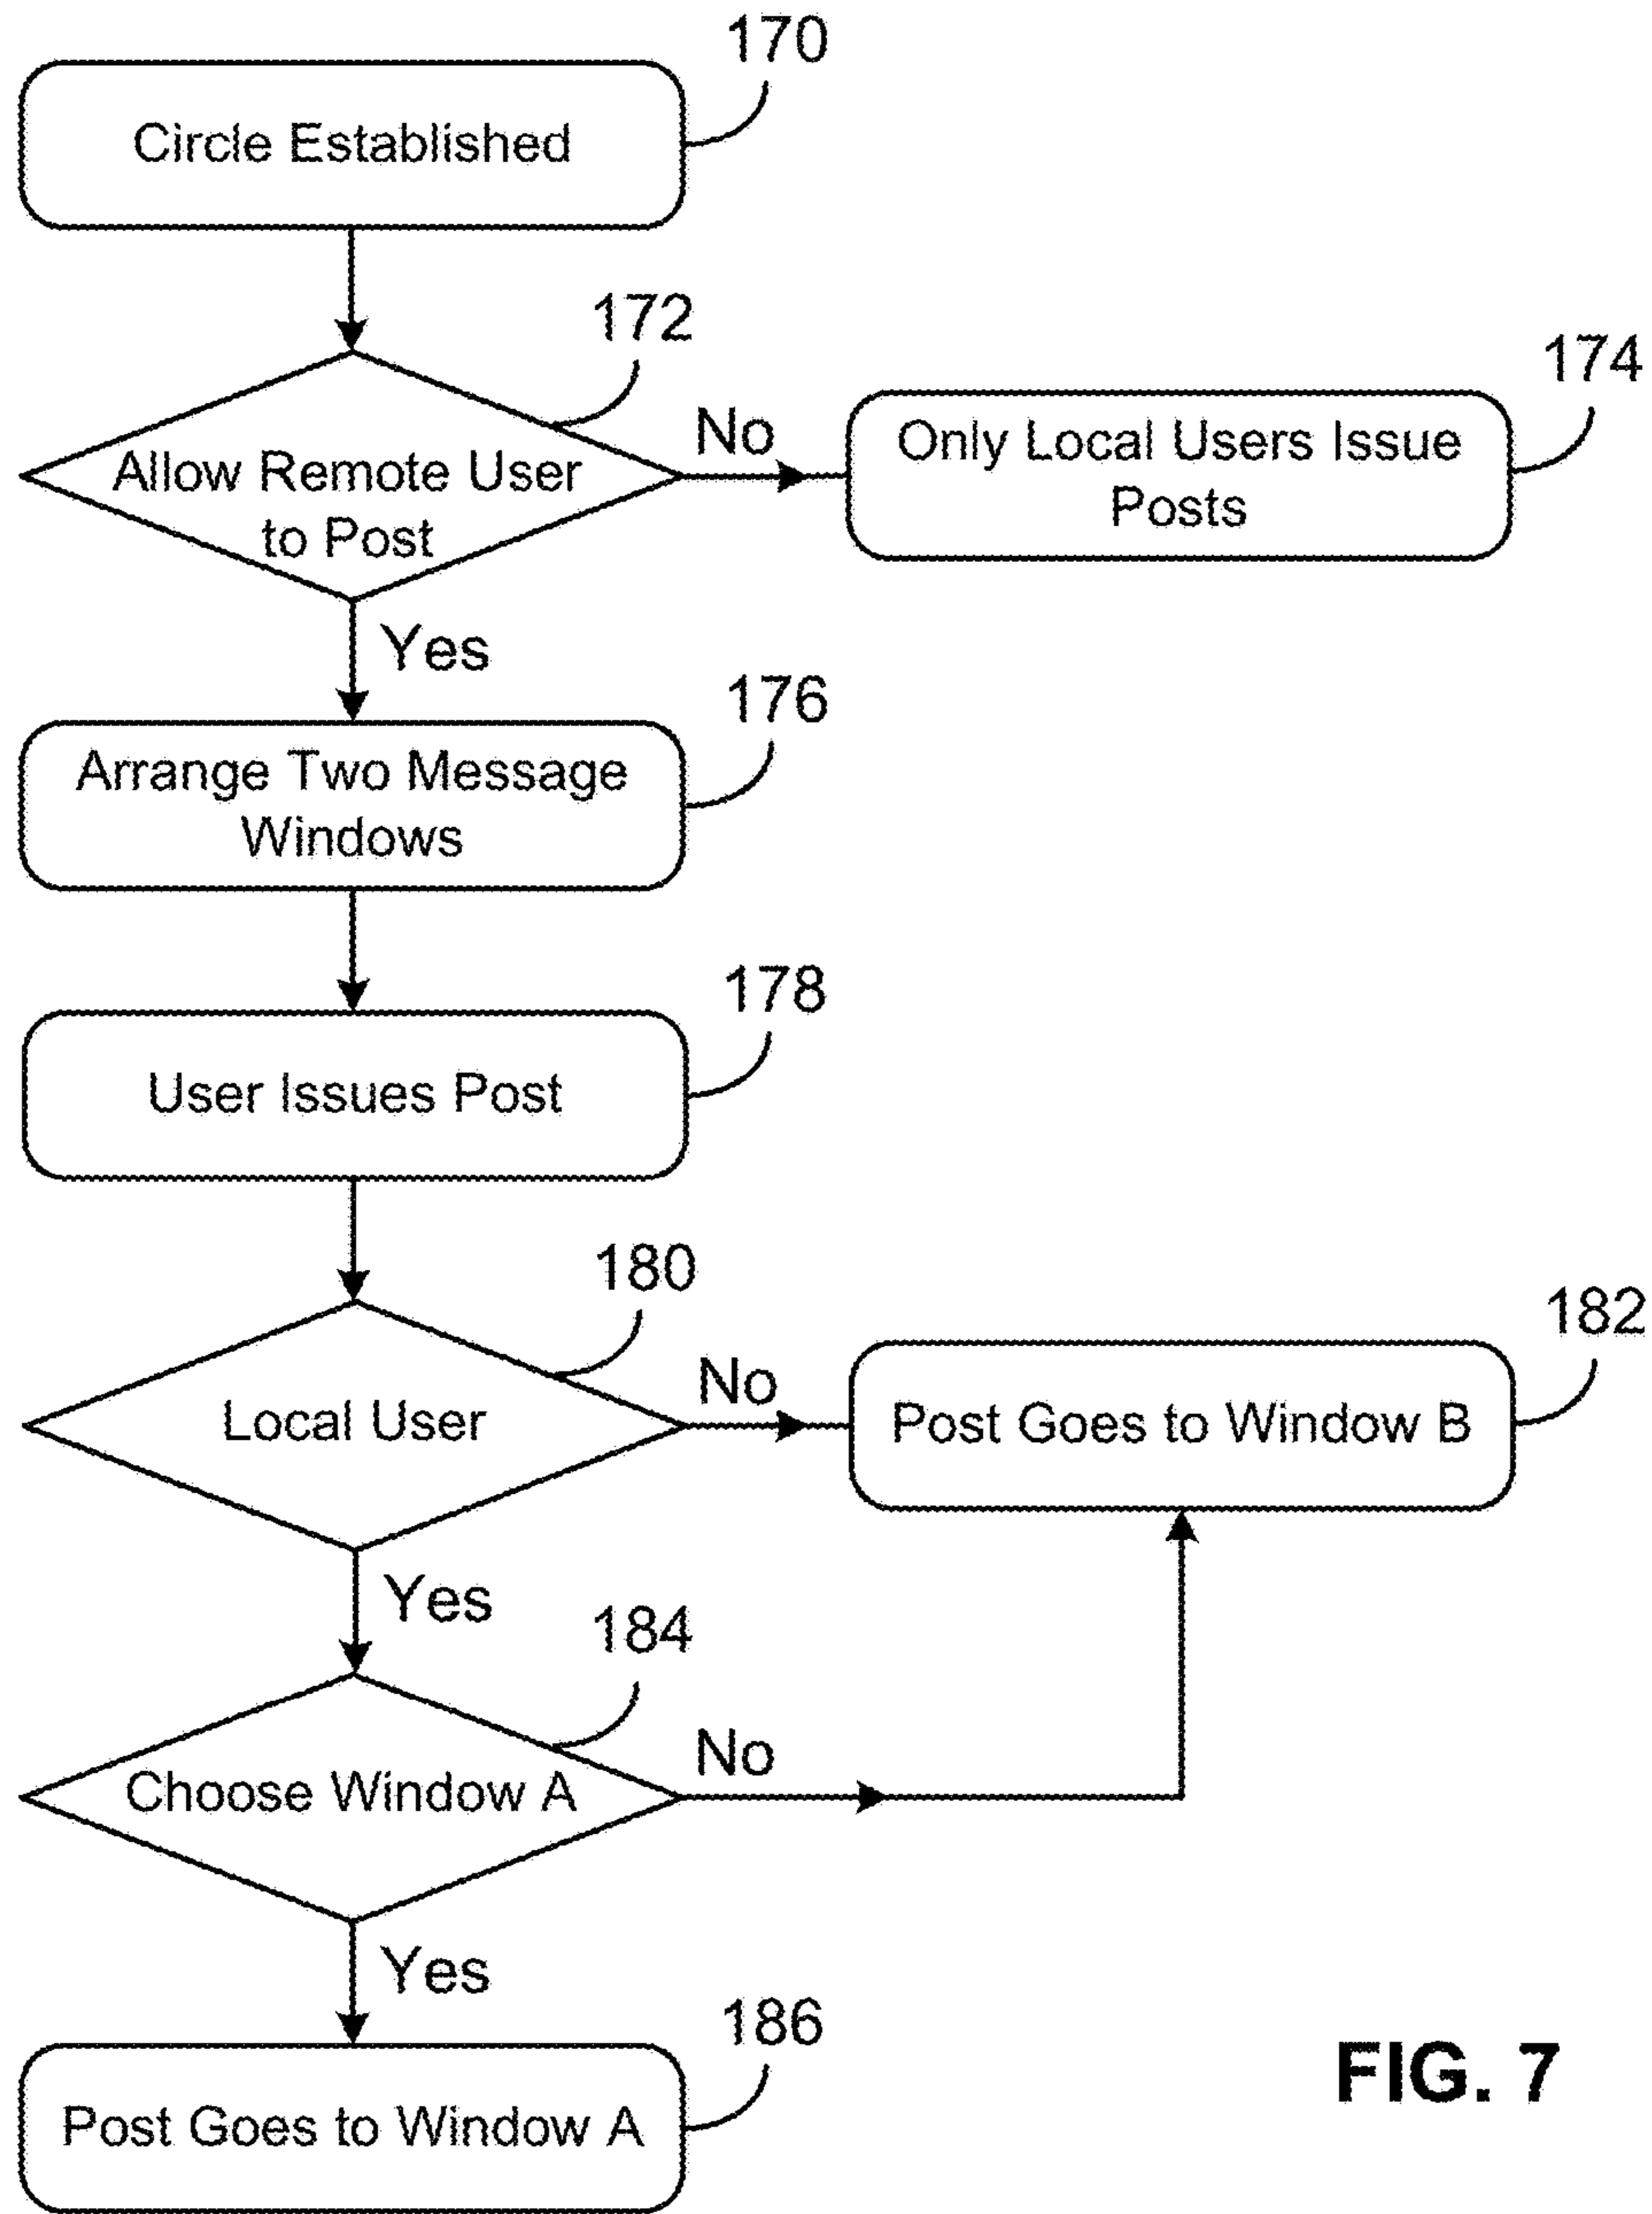 170
Circle Established
172
174
No
Only Local Users Issue
Posts
Allow Remote User
to Post
Yes
176
Arrange Two Message
Windows
178
User Issues Post
180
182
No
Local User
Post Goes to Window B
Yes
184
No
Choose Window A
Yes
186
Post Goes to Window A
FIG. 7